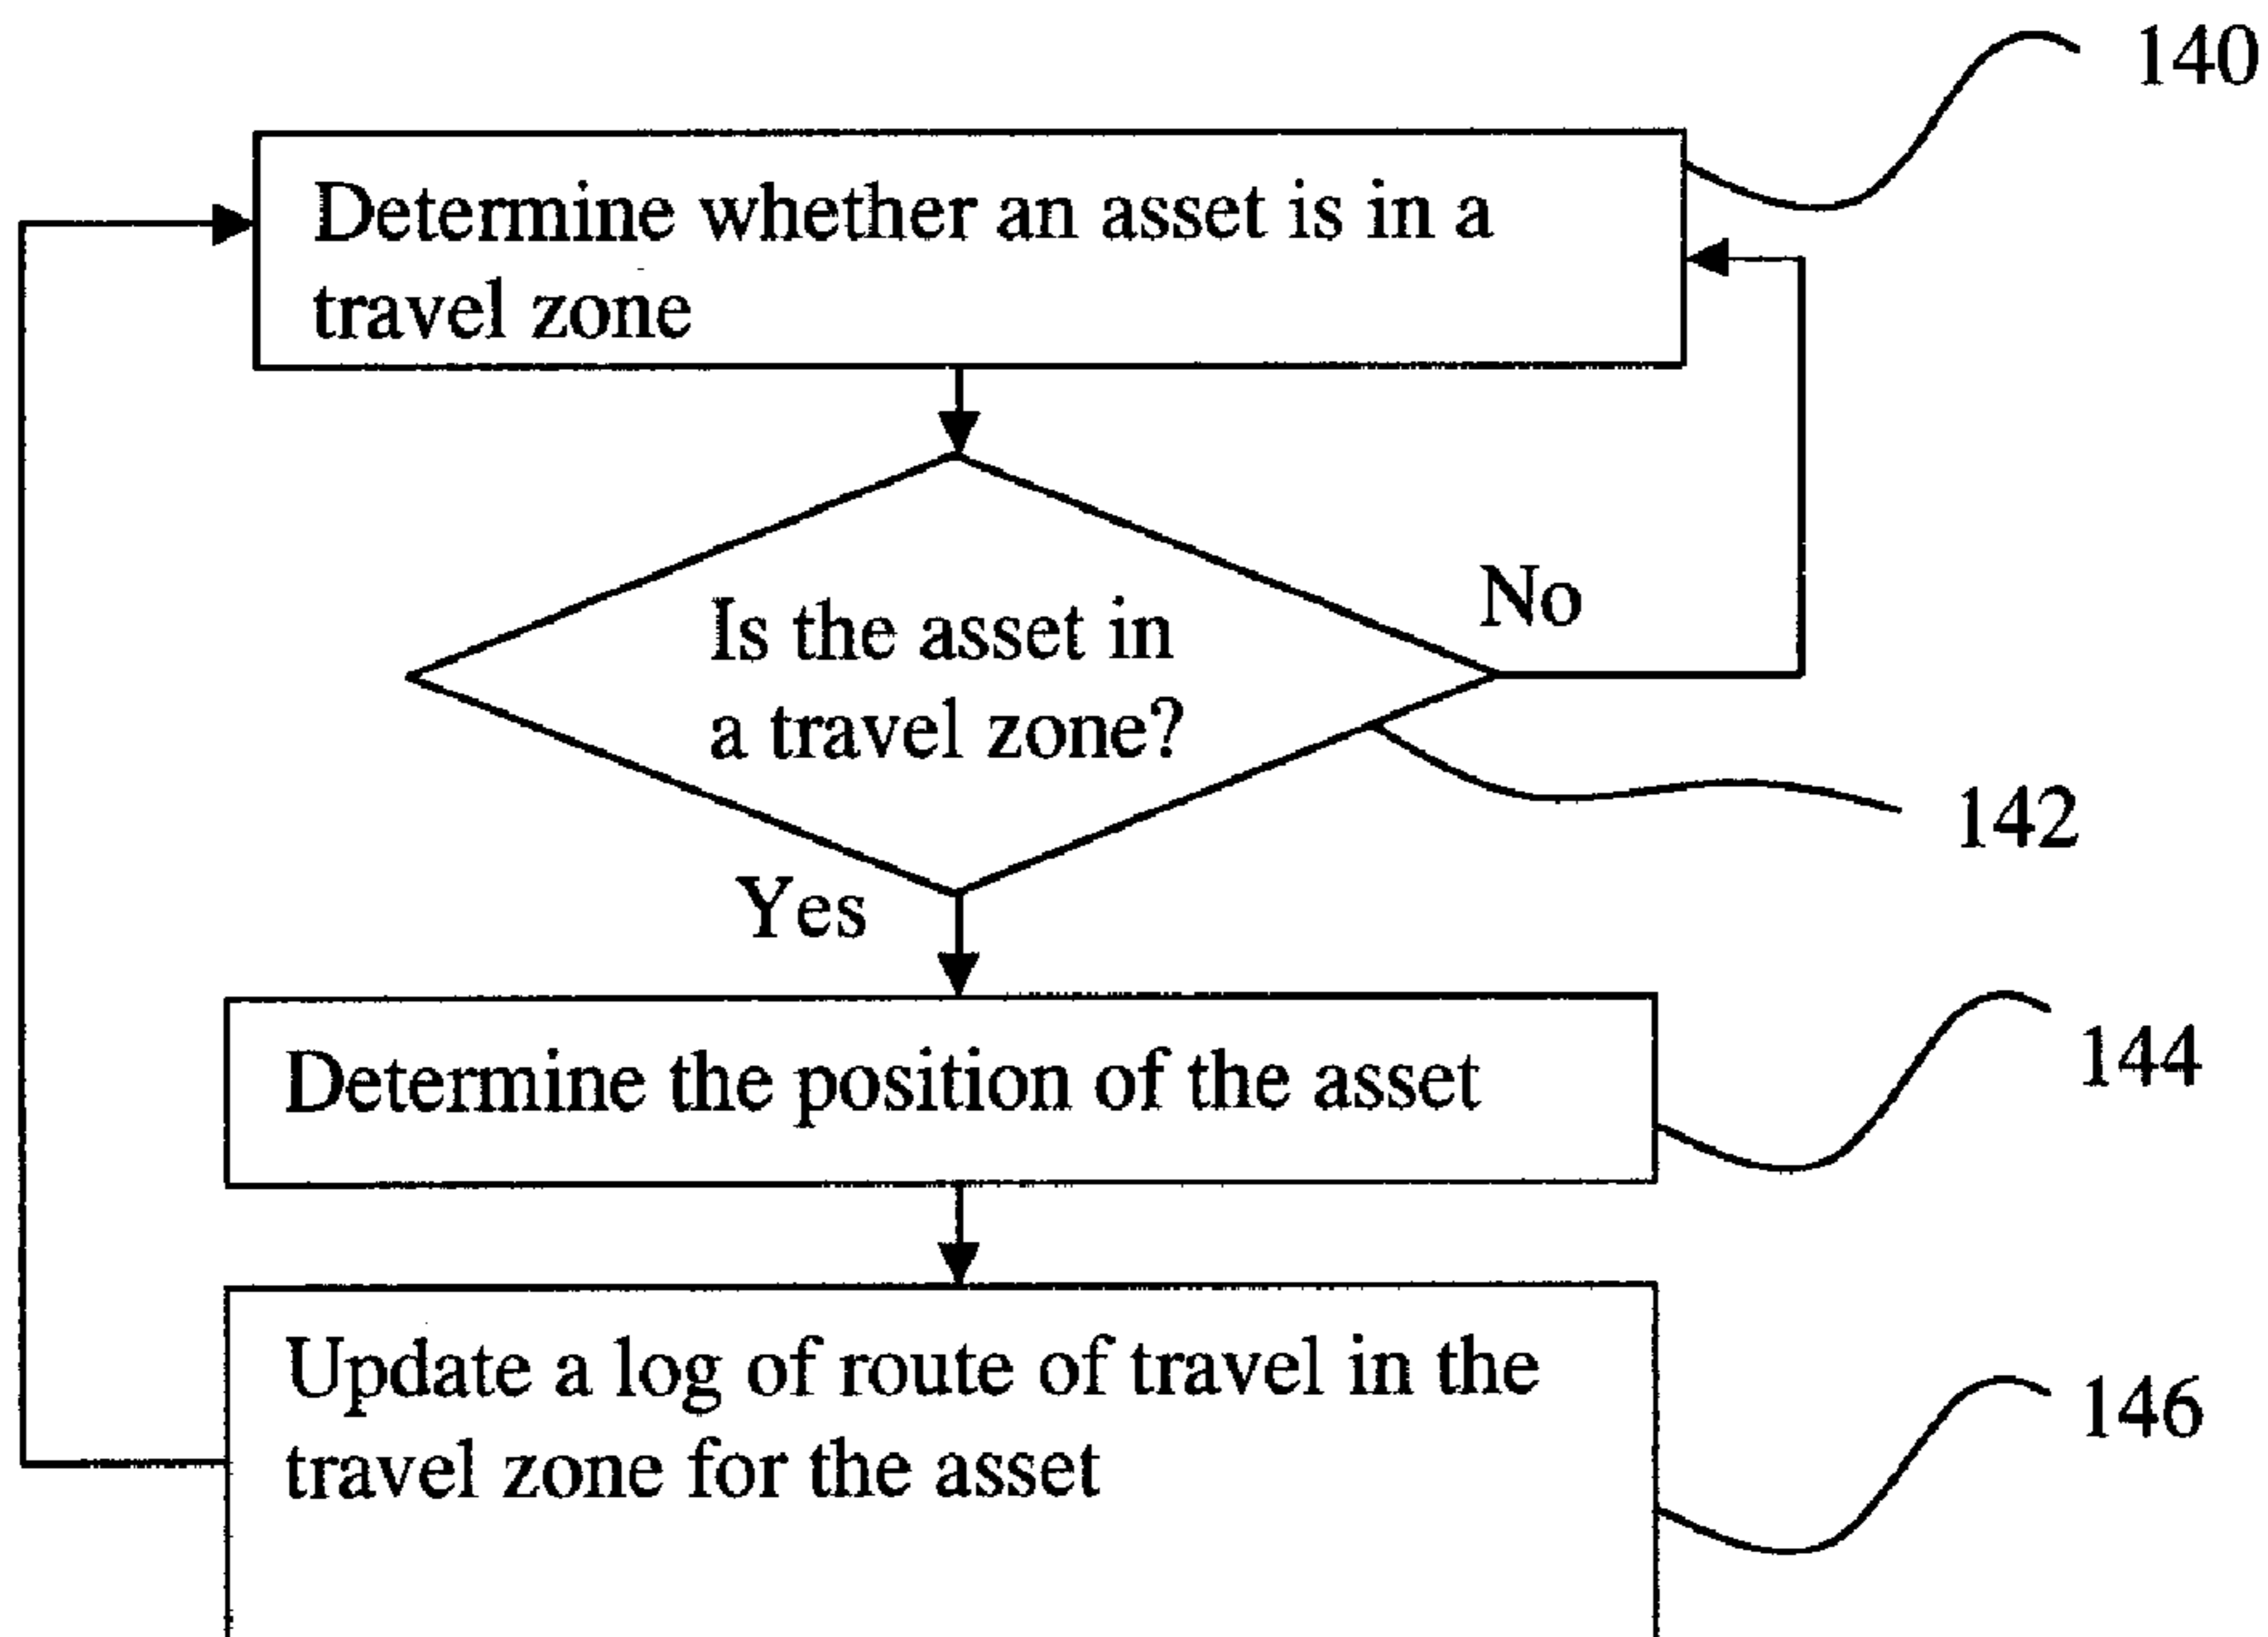 140
Determine whether an asset is in a
travel zone
No
Is the asset in
a travel zone?
142
Yes
Determine the position of the asset
144
Update a log of route of travel in the
travel zone for the asset
146